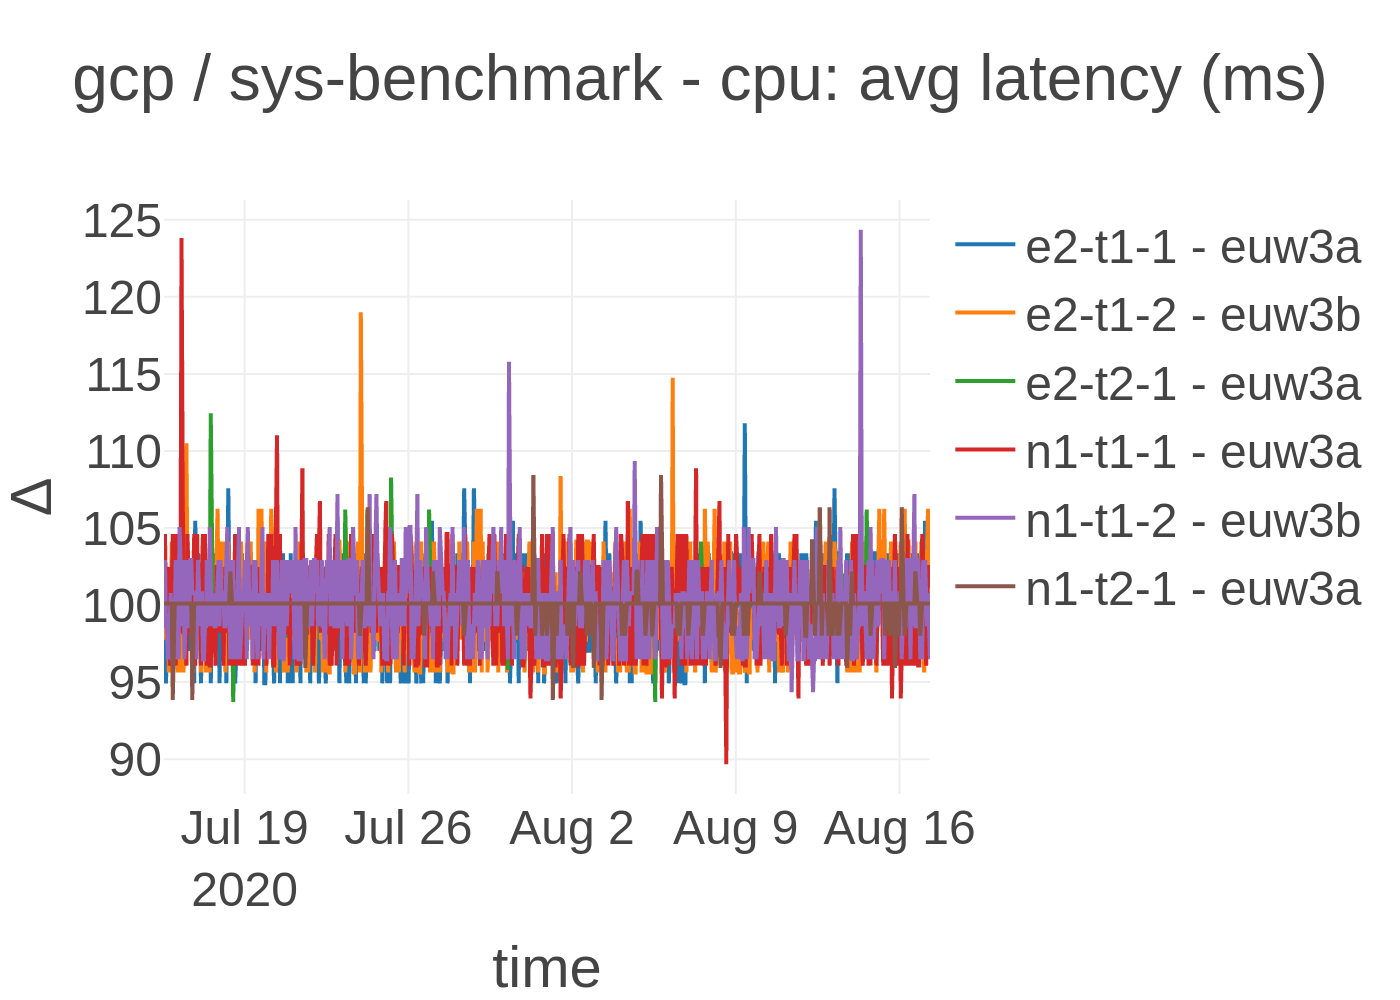 gcp / sys-benchmark - cpu: avg latency (ms)
125
120
115
110
105
100
95
90
Δ
Jul 19
2020
Jul 26
Aug 2
Aug 9
Aug 16
time
e2-t1-1 - euw3a
e2-t1-2 - euw3b
e2-t2-1 - euw3a
n1-t1-1 - euw3a
n1-t1-2 - euw3b
n1-t2-1 - euw3a